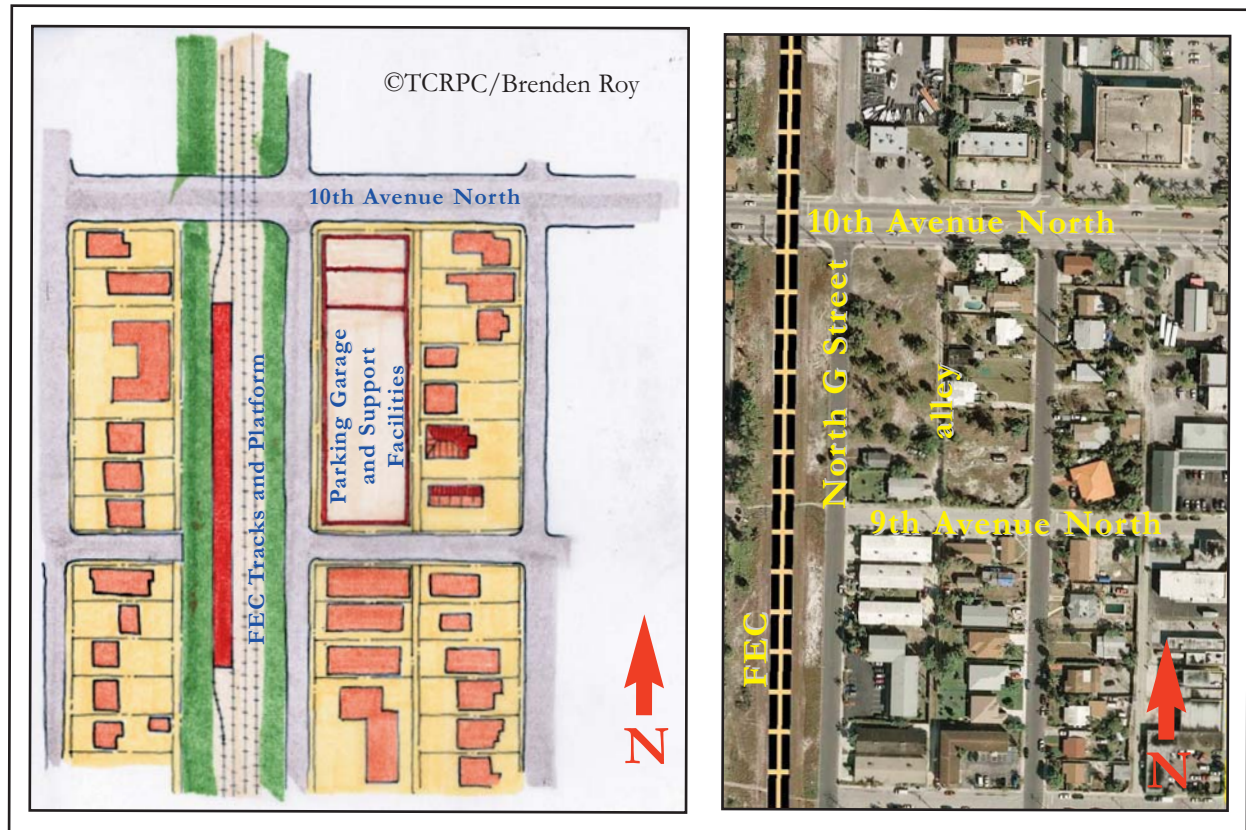 ©TCRPC/Brenden Roy
10th Avenue North
FEC Tracks and Platform
Parking Garage
and Support
Facilities
N
10th Avenue North
North G Street
alley
9th Avenue North
FEC
N